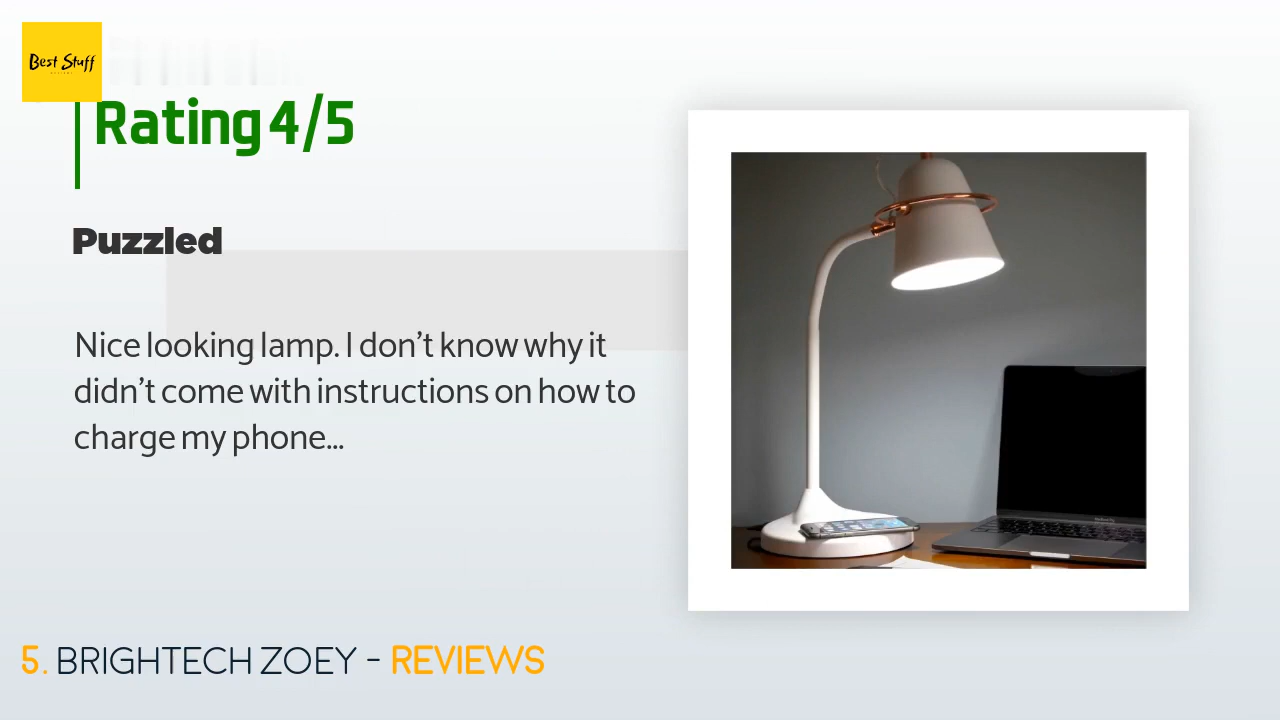 Best Stuff
Rating 4/5
Puzzled
Nice looking lamp. I don't know why it
didn't come with instructions on how to
charge my phone...
5. BRIGHTECH ZOEY - REVIEWS